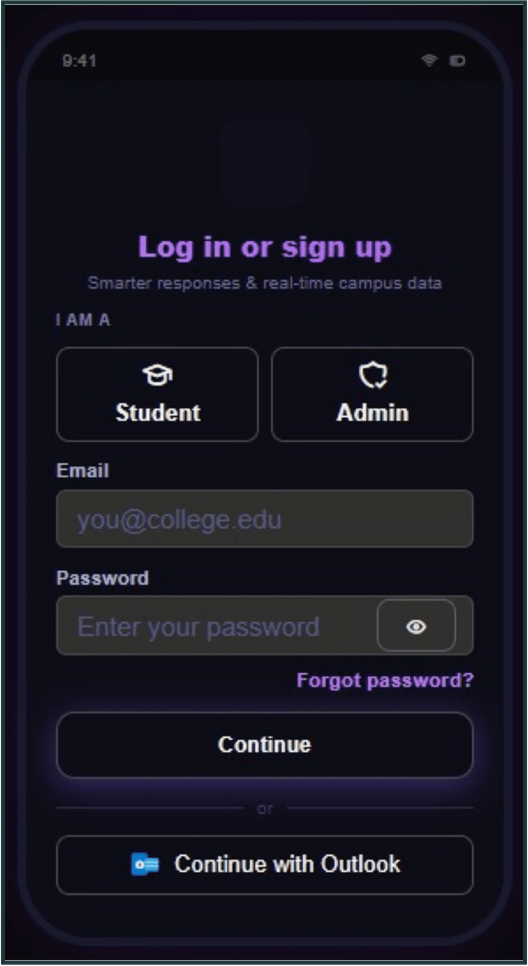 9:41
Log in or sign up
Smarter responses & real-time campus data
I AM A
Student
Admin
Email
you@college.edu
Password
Enter your password
Forgot password?
Continue
or
Continue with Outlook